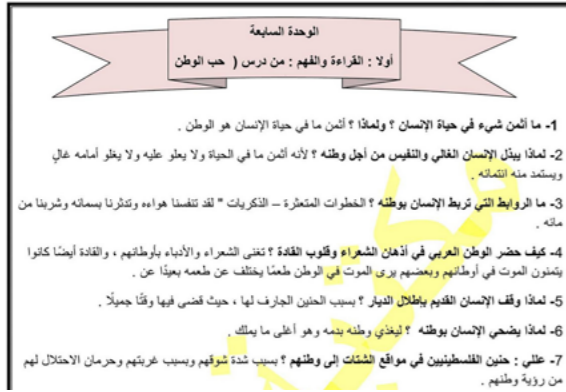 الوحدة السابعة
أولا : القراءة والفهم : من درس ( حب الوطن
1- ما أثمن شيء في حياة الإنسان ؟ ولماذا ؟ أثمن ما في حياة الإنسان هو الوطن .
2- لماذا يبذل الإنسان الغالي والنفيس من أجل وطنه ؟ لأنه أثمن ما في الحياة ولا يعلو عليه ولا يغلو أمامه غالٍ
ويستمد منه انتمائه .
3- ما الروابط التي تربط الإنسان بوطنه ؟ الخطوات المتعثرة – الذكريات " لقد تنفسنا هواءه وتدثرنا بسمائه وشربنا من
مائه .
4- كيف حضر الوطن العربي في أذهان الشعراء وقلوب القادة ؟ تغنى الشعراء والأدباء بأوطانهم ، والقادة أيضًا كانوا
يتمنون الموت في أوطانهم وبعضهم يرى الموت في الوطن طعمًا يختلف عن طعمه بعيدًا عن .
5- لماذا وقف الإنسان القديم بإطلال الديار ؟ بسبب الحنين الجارف لها ، حيث قضى فيها وقتًا جميلًا .
6- لماذا يضحي الإنسان بوطنه ؟ ليغذي وطنه بدمه وهو أغلى ما يملك .
7- عللي : حنين الفلسطينيين في مواقع الشتات إلى وطنهم ؟ بسبب شدة شوقهم وبسبب غربتهم وحرمان الاحتلال لهم
من رؤية وطنهم .